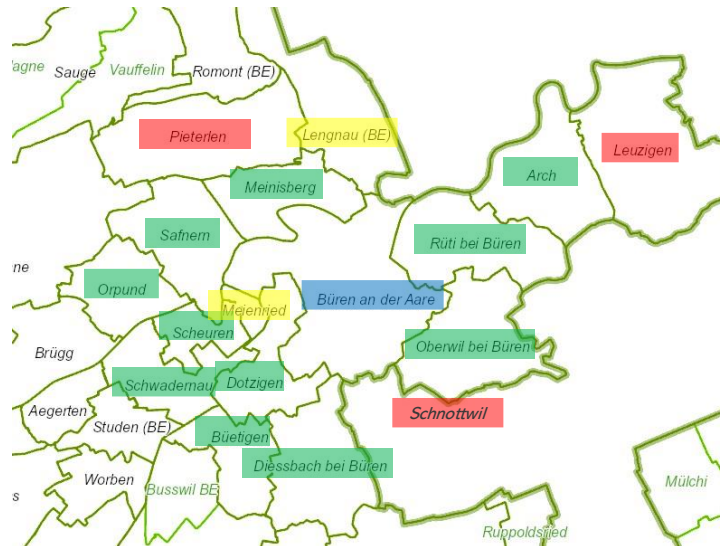 agne
Sauge
Vauffelin
Romont (BE)
Pieterlen
Lengnau (BE)
Leuzigen
Arch
Meinisberg
Safnern
Rüti bei Büren
ne
Orpund
Meienried
Büren an der Aare
Scheuren
Oberwil bei Büren
Brügg
Schwadernau
Dotzigen
Aegerten
Schnottwil
Studen (BE)
Büetigen
Diessbach bei Büren
Worben
Busswil BE
Mülchi
s
Ruppoldsried